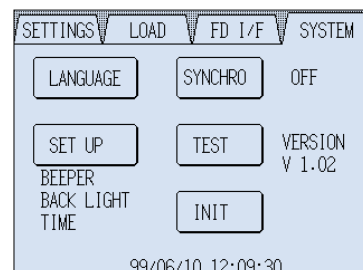 SETTINGS LOAD FD I/F SYSTEM
LANGUAGE SYNCHRO OFF
SET UP TEST VERSION
V 1.02
BEEPER
BACK LIGHT
TIME
INIT
99/06/10 12:09:30